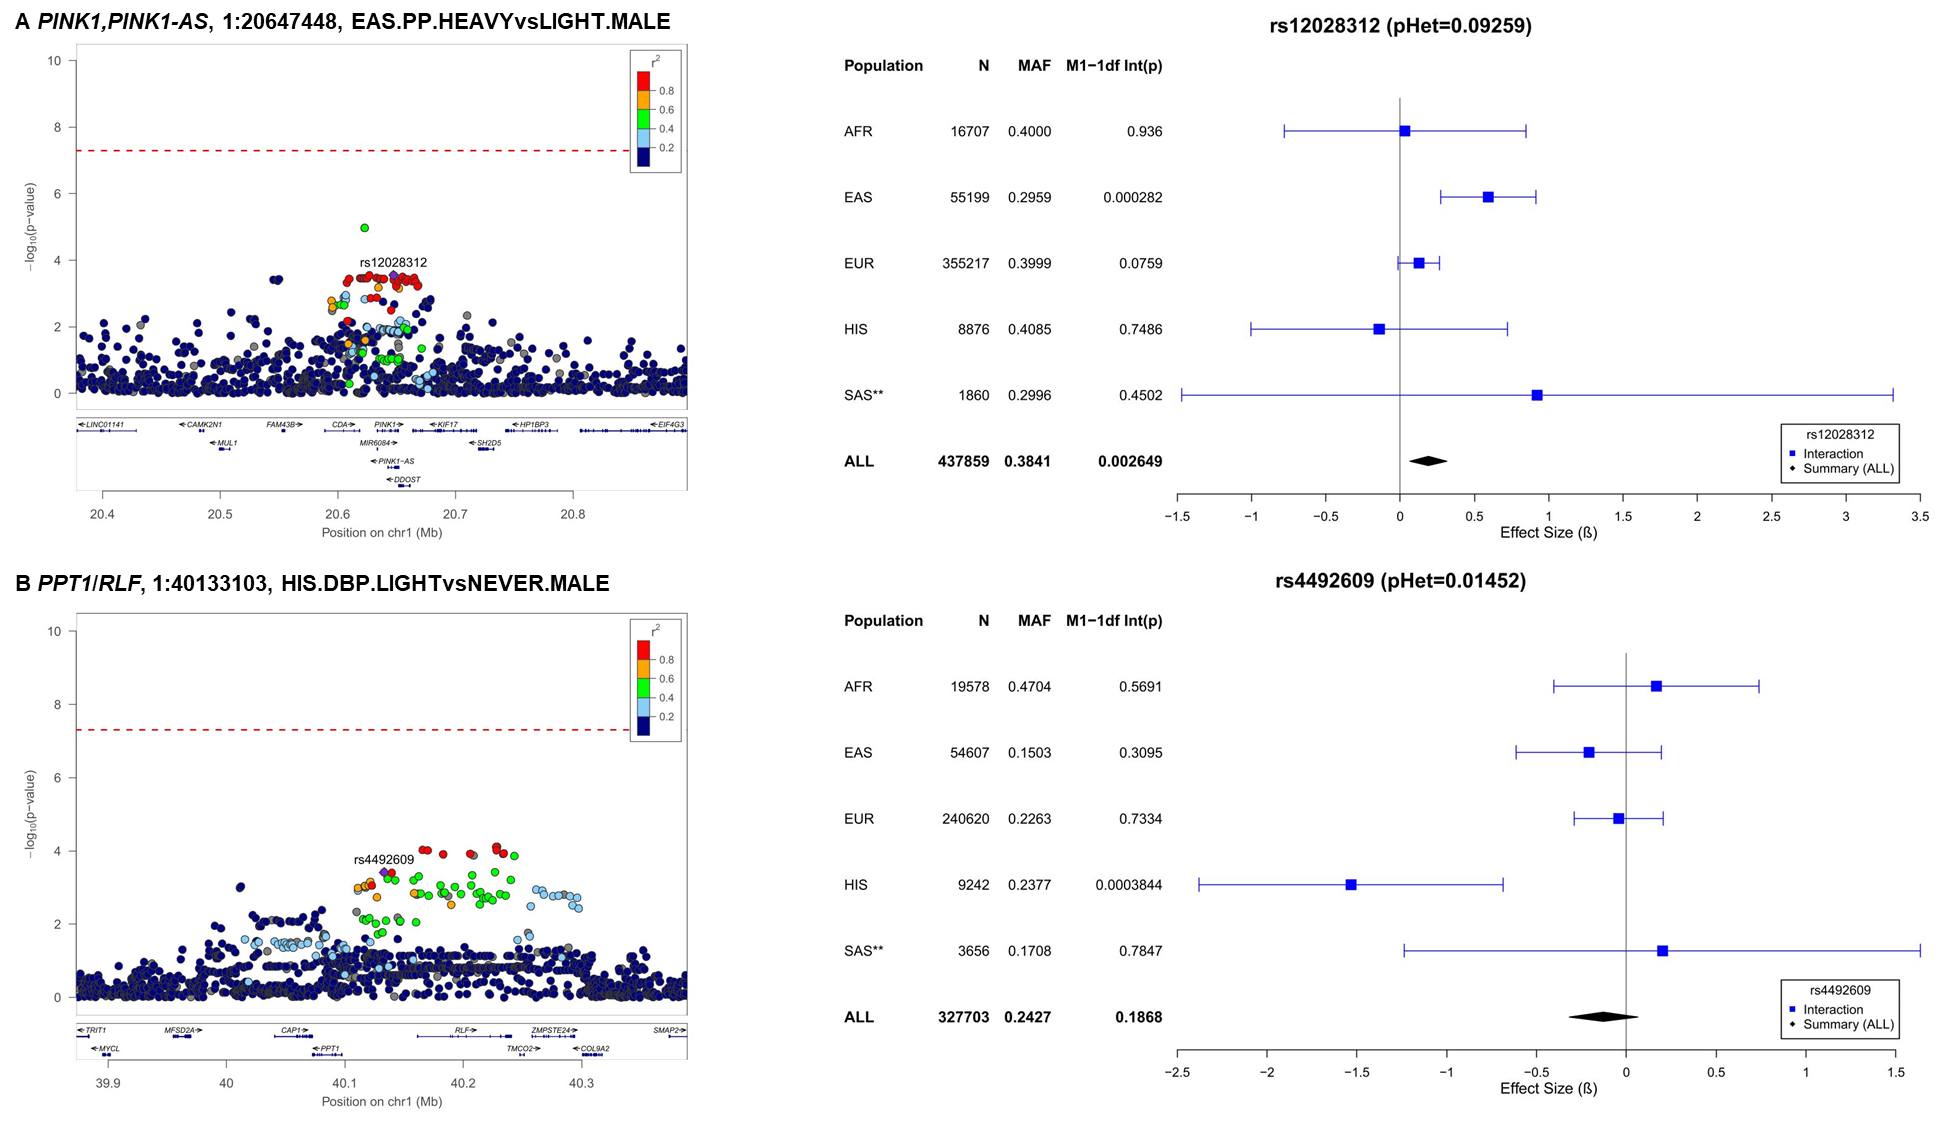 A PINK1,PINK1-AS, 1:20647448, EAS.PP.HEAVYvsLIGHT.MALE
10
8
6
4
2
0
−log10(p−value)
r2
0.8
0.6
0.4
0.2
rs12028312
LINC01141
CAMK2N1
FAM43B
CDA
PINK1
KIF17
HP1BP3
EIF4G3
MUL1
MIR6084
SH2D5
PINK1−AS
DDOST
20.4 20.5 20.6 20.7 20.8
Position on chr1 (Mb)
rs12028312 (pHet=0.09259)
Population N MAF M1−1df Int(p)
AFR 16707 0.4000 0.936
EAS 55199 0.2959 0.000282
EUR 355217 0.3999 0.0759
HIS 8876 0.4085 0.7486
SAS** 1860 0.2996 0.4502
ALL 437859 0.3841 0.002649
rs12028312
Interaction
Summary (ALL)
−1.5 −1 −0.5 0 0.5 1 1.5 2 2.5 3 3.5
Effect Size (ß)
B PPT1/RLF, 1:40133103, HIS.DBP.LIGHTvsNEVER.MALE
10
8
6
4
2
0
−log10(p−value)
r2
0.8
0.6
0.4
0.2
rs4492609
TRIT1
MFSD2A
CAP1
RLF
ZMPSTE24
SMAP2
MYCL
PPT1
TMCO2
COL9A2
39.9 40 40.1 40.2 40.3
Position on chr1 (Mb)
rs4492609 (pHet=0.01452)
Population N MAF M1−1df Int(p)
AFR 19578 0.4704 0.5691
EAS 54607 0.1503 0.3095
EUR 240620 0.2263 0.7334
HIS 9242 0.2377 0.0003844
SAS** 3656 0.1708 0.7847
ALL 327703 0.2427 0.1868
rs4492609
Interaction
Summary (ALL)
−2.5 −2 −1.5 −1 −0.5 0 0.5 1 1.5
Effect Size (ß)